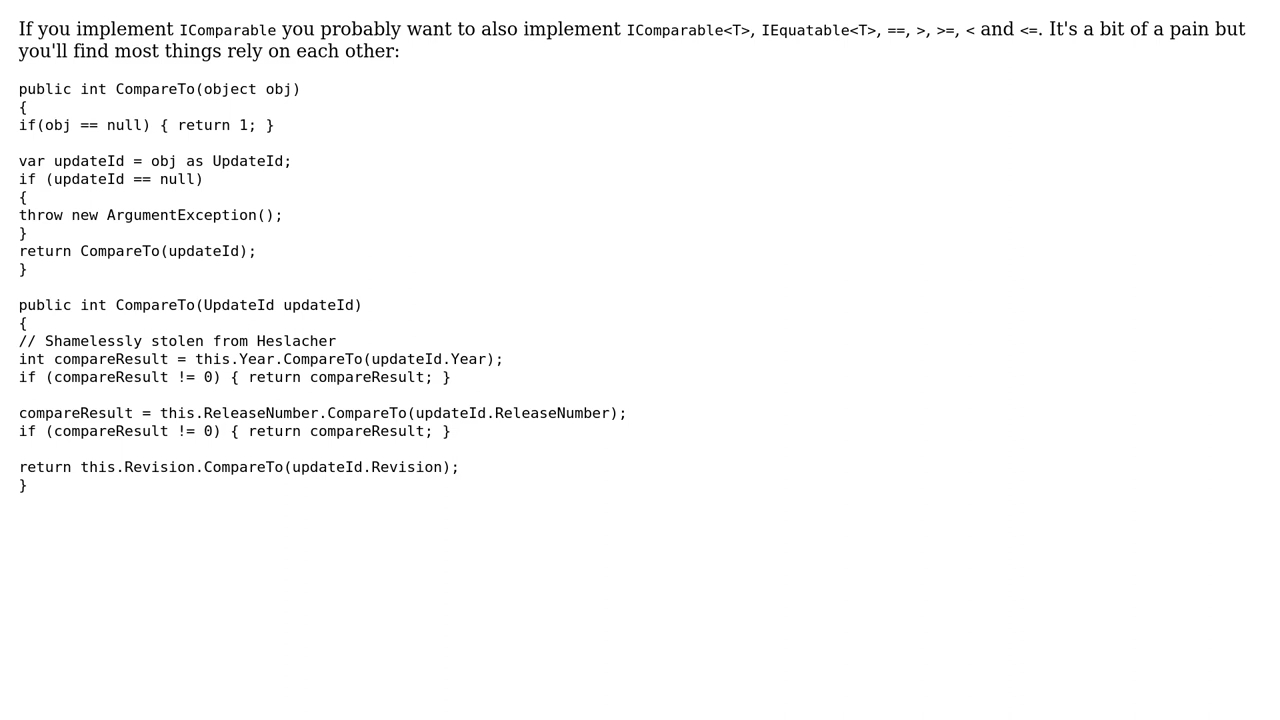 If you implement IComparable you probably want to also implement IComparable<T>, IEquatable<T>, ==, >, >=, < and <=. It's a bit of a pain but
you'll find most things rely on each other:
public int CompareTo(object obj)
{
if(obj == null) { return 1; }
var updateId = obj as UpdateId;
if (updateId == null)
{
throw new ArgumentException();
}
return CompareTo(updateId);
}
public int CompareTo(UpdateId updateId)
{
// Shamelessly stolen from Heslacher
int compareResult = this.Year.CompareTo(updateId.Year);
if (compareResult != 0) { return compareResult; }
compareResult = this.ReleaseNumber.CompareTo(updateId.ReleaseNumber);
if (compareResult != 0) { return compareResult; }
return this.Revision.CompareTo(updateId.Revision);
}